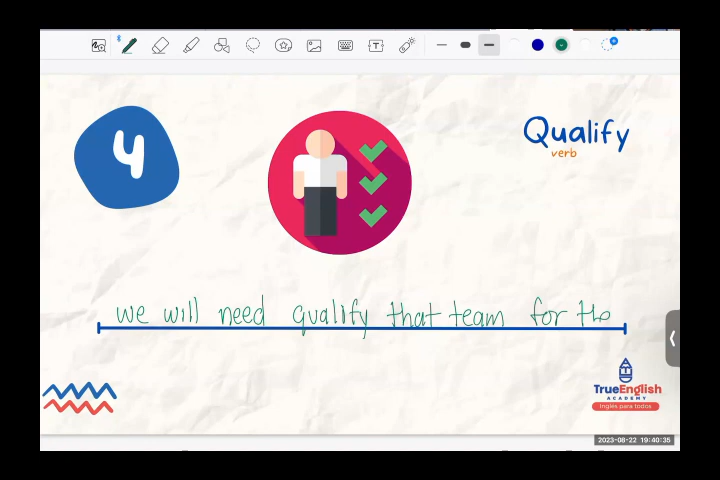 4
Qualify
verb
we will need qualify that team for the
TrueEnglish
ACADEMY
Inglés para todos
2023-08-22 19:40:35